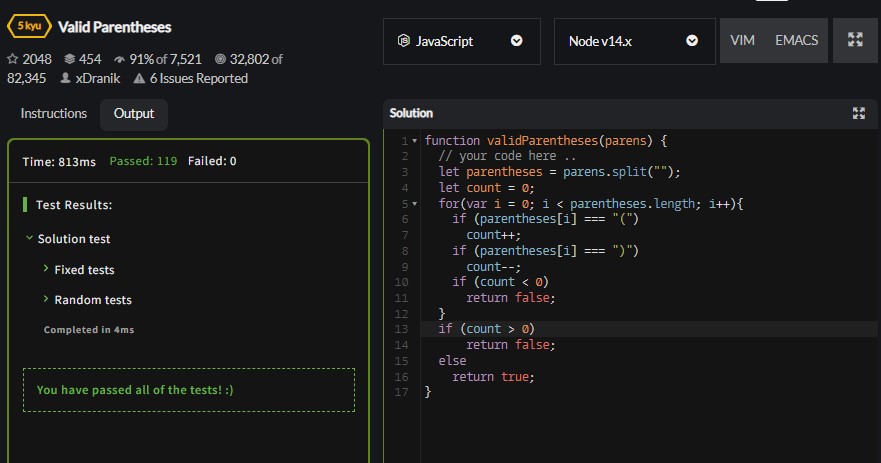 5 kyu Valid Parentheses
2048 454 91% of 7,521 32,802 of
82,345 xDranik 6 Issues Reported
JavaScript
Node v14.x
VIM EMACS
Instructions Output
Time: 813ms Passed: 119 Failed: 0
Test Results:
Solution test
Fixed tests
Random tests
Completed in 4ms
You have passed all of the tests! :)
Solution
1 function validParentheses(parens) {
2   // your code here ..
3   let parentheses = parens.split("");
4   let count = 0;
5   for(var i = 0; i < parentheses.length; i++){
6     if (parentheses[i] === "(")
7       count++;
8     if (parentheses[i] === ")")
9       count--;
10     if (count < 0)
11       return false;
12   }
13   if (count > 0)
14       return false;
15   else
16     return true;
17 }